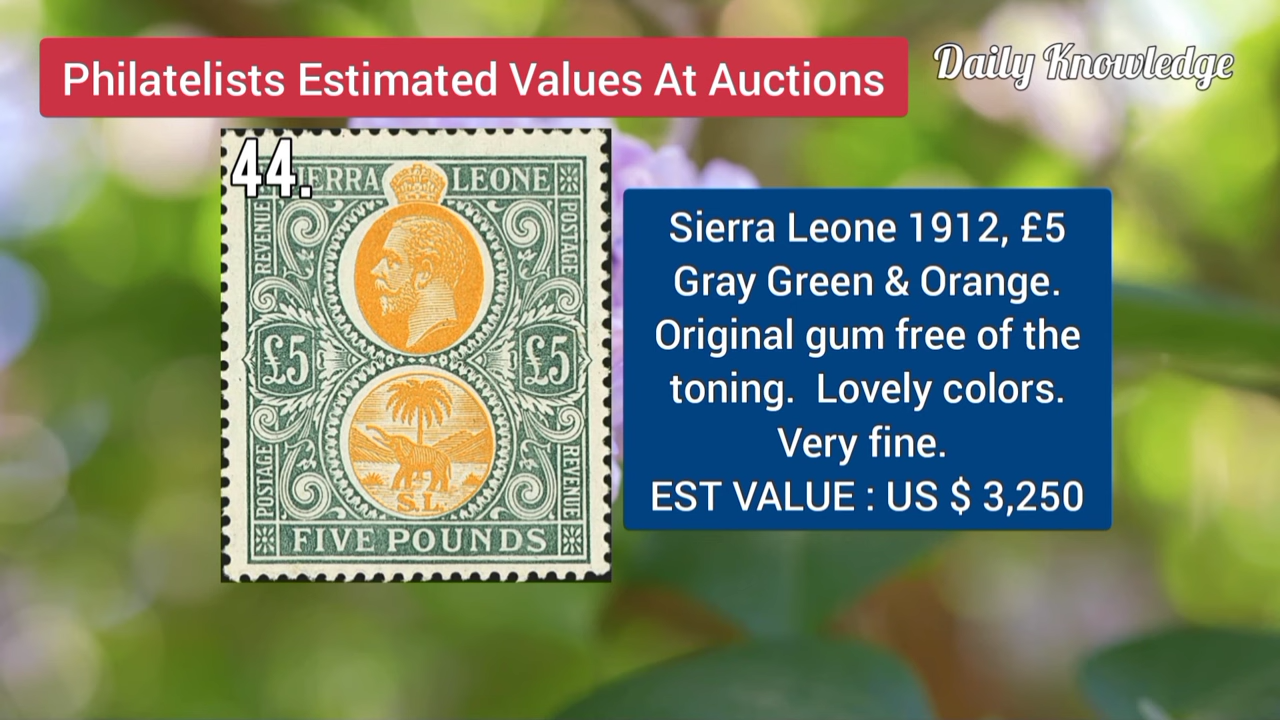 Philatelists Estimated Values At Auctions
Daily Knowledge
44.
ERRA LEONE
REVENUE
POSTAGE
£5
£5
S.L.
POSTAGE
REVENUE
FIVE POUNDS
Sierra Leone 1912, £5
Gray Green & Orange.
Original gum free of the
toning.  Lovely colors.
Very fine.
EST VALUE : US $ 3,250